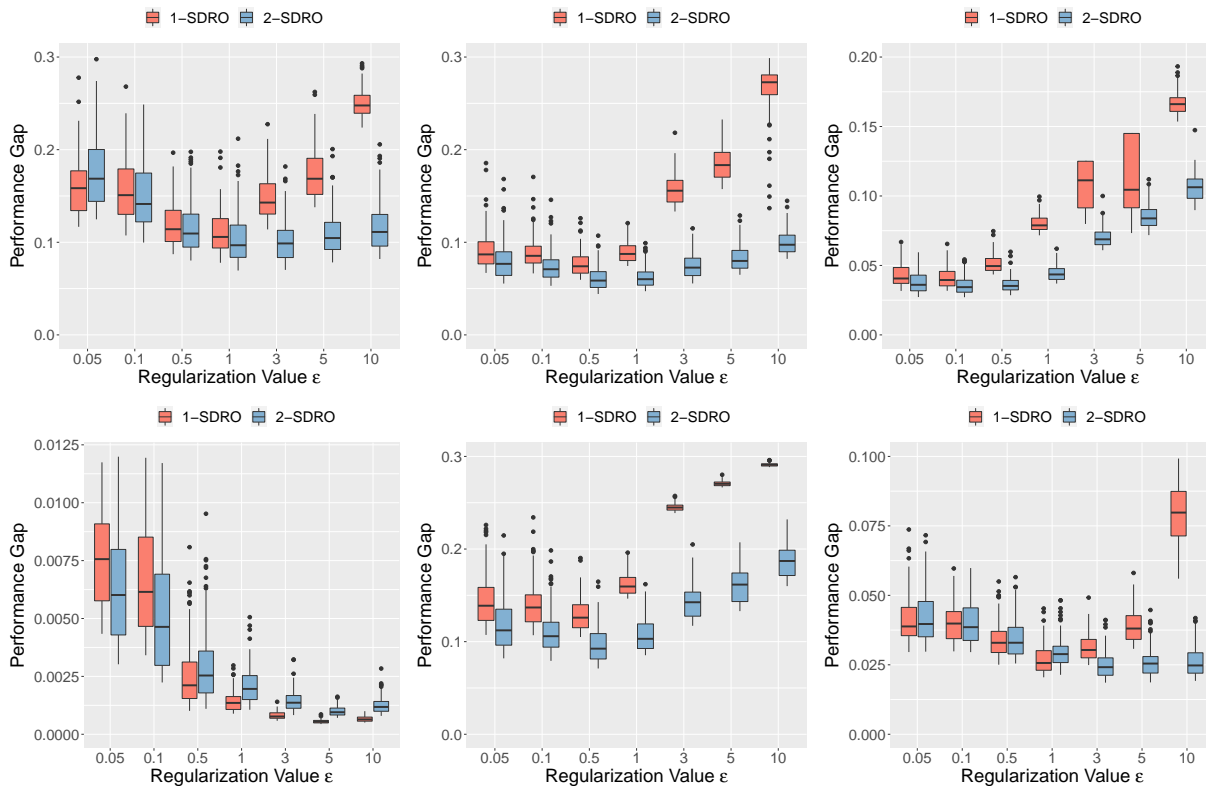 1−SDRO 2−SDRO
0.3
0.2
0.1
0.0
Performance Gap
0.05 0.1 0.5 1 3 5 10
Regularization Value ε
1−SDRO 2−SDRO
0.3
0.2
0.1
0.0
Performance Gap
0.05 0.1 0.5 1 3 5 10
Regularization Value ε
1−SDRO 2−SDRO
0.20
0.15
0.10
0.05
0.00
Performance Gap
0.05 0.1 0.5 1 3 5 10
Regularization Value ε
1−SDRO 2−SDRO
0.0125
0.0100
0.0075
0.0050
0.0025
0.0000
Performance Gap
0.05 0.1 0.5 1 3 5 10
Regularization Value ε
1−SDRO 2−SDRO
0.3
0.2
0.1
0.0
Performance Gap
0.05 0.1 0.5 1 3 5 10
Regularization Value ε
1−SDRO 2−SDRO
0.100
0.075
0.050
0.025
0.000
Performance Gap
0.05 0.1 0.5 1 3 5 10
Regularization Value ε